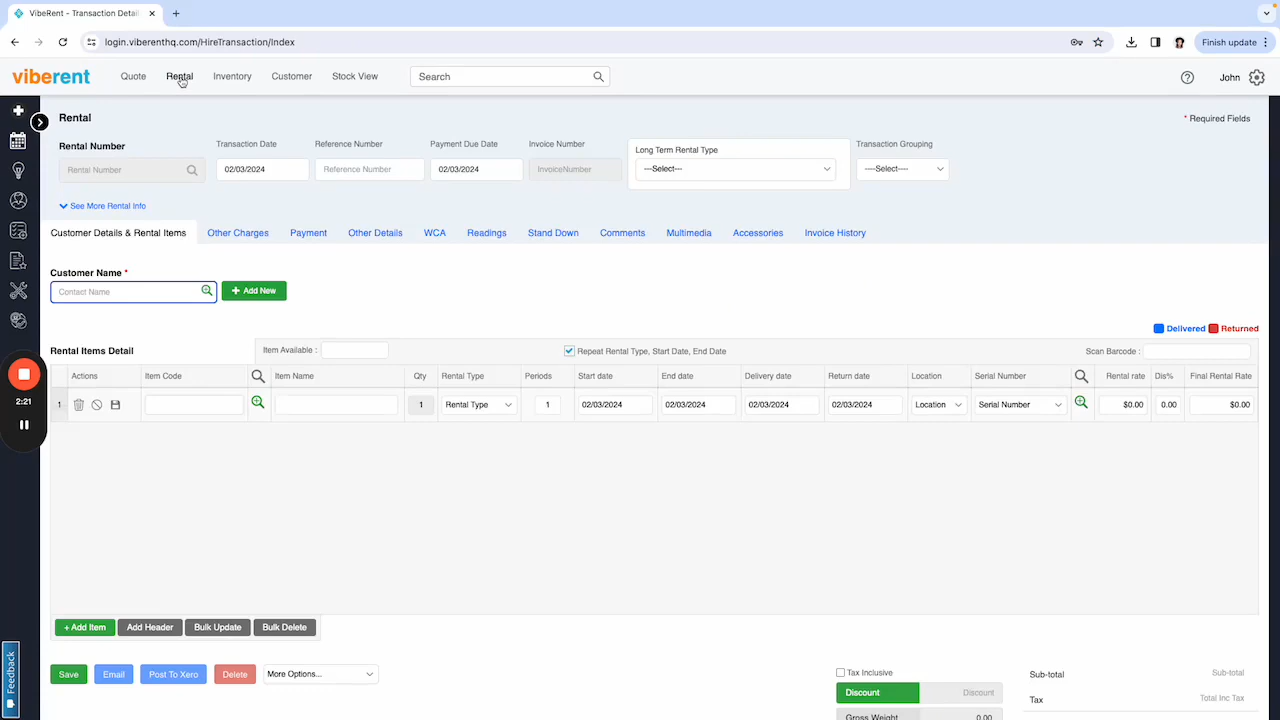 VibeRent - Transaction Detail
login.viberenthq.com/HireTransaction/Index
Finish update
viberent
Quote Rental Inventory Customer Stock View
Search
John
Rental
* Required Fields
Rental Number Transaction Date Reference Number Payment Due Date Invoice Number Long Term Rental Type Transaction Grouping
Rental Number 02/03/2024 Reference Number 02/03/2024 InvoiceNumber ---Select--- ----Select----
See More Rental Info
Customer Details & Rental Items Other Charges Payment Other Details WCA Readings Stand Down Comments Multimedia Accessories Invoice History
Customer Name *
Contact Name
+ Add New
Delivered Returned
Rental Items Detail Item Available : Repeat Rental Type, Start Date, End Date Scan Barcode :
Actions Item Code Item Name Qty Rental Type Periods Start date End date Delivery date Return date Location Serial Number Rental rate Dis% Final Rental Rate
1 1 Rental Type 1 02/03/2024 02/03/2024 02/03/2024 02/03/2024 Location Serial Number $0.00 0.00 $0.00
2:21
+ Add Item Add Header Bulk Update Bulk Delete
Save Email Post To Xero Delete More Options...
Tax Inclusive
Discount Discount
Gross Weight 0.00
Sub-total Sub-total
Tax Total Inc Tax
Feedback